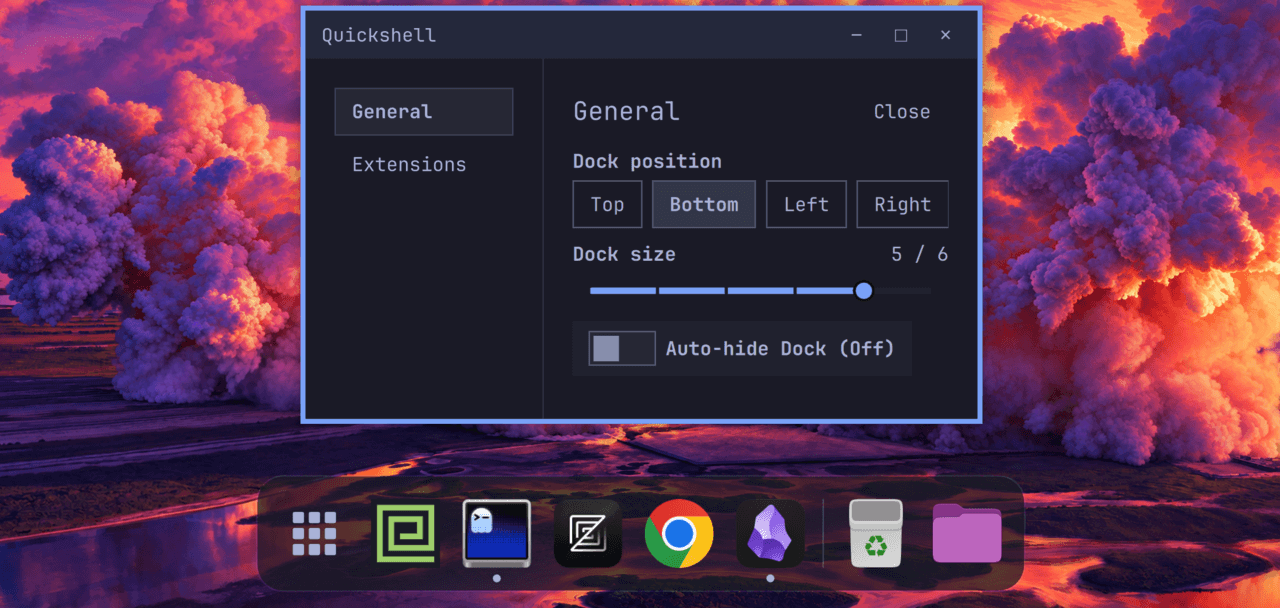 Quickshell
General
Extensions
General Close
Dock position
Top Bottom Left Right
Dock size 5 / 6
Auto-hide Dock (Off)
>-